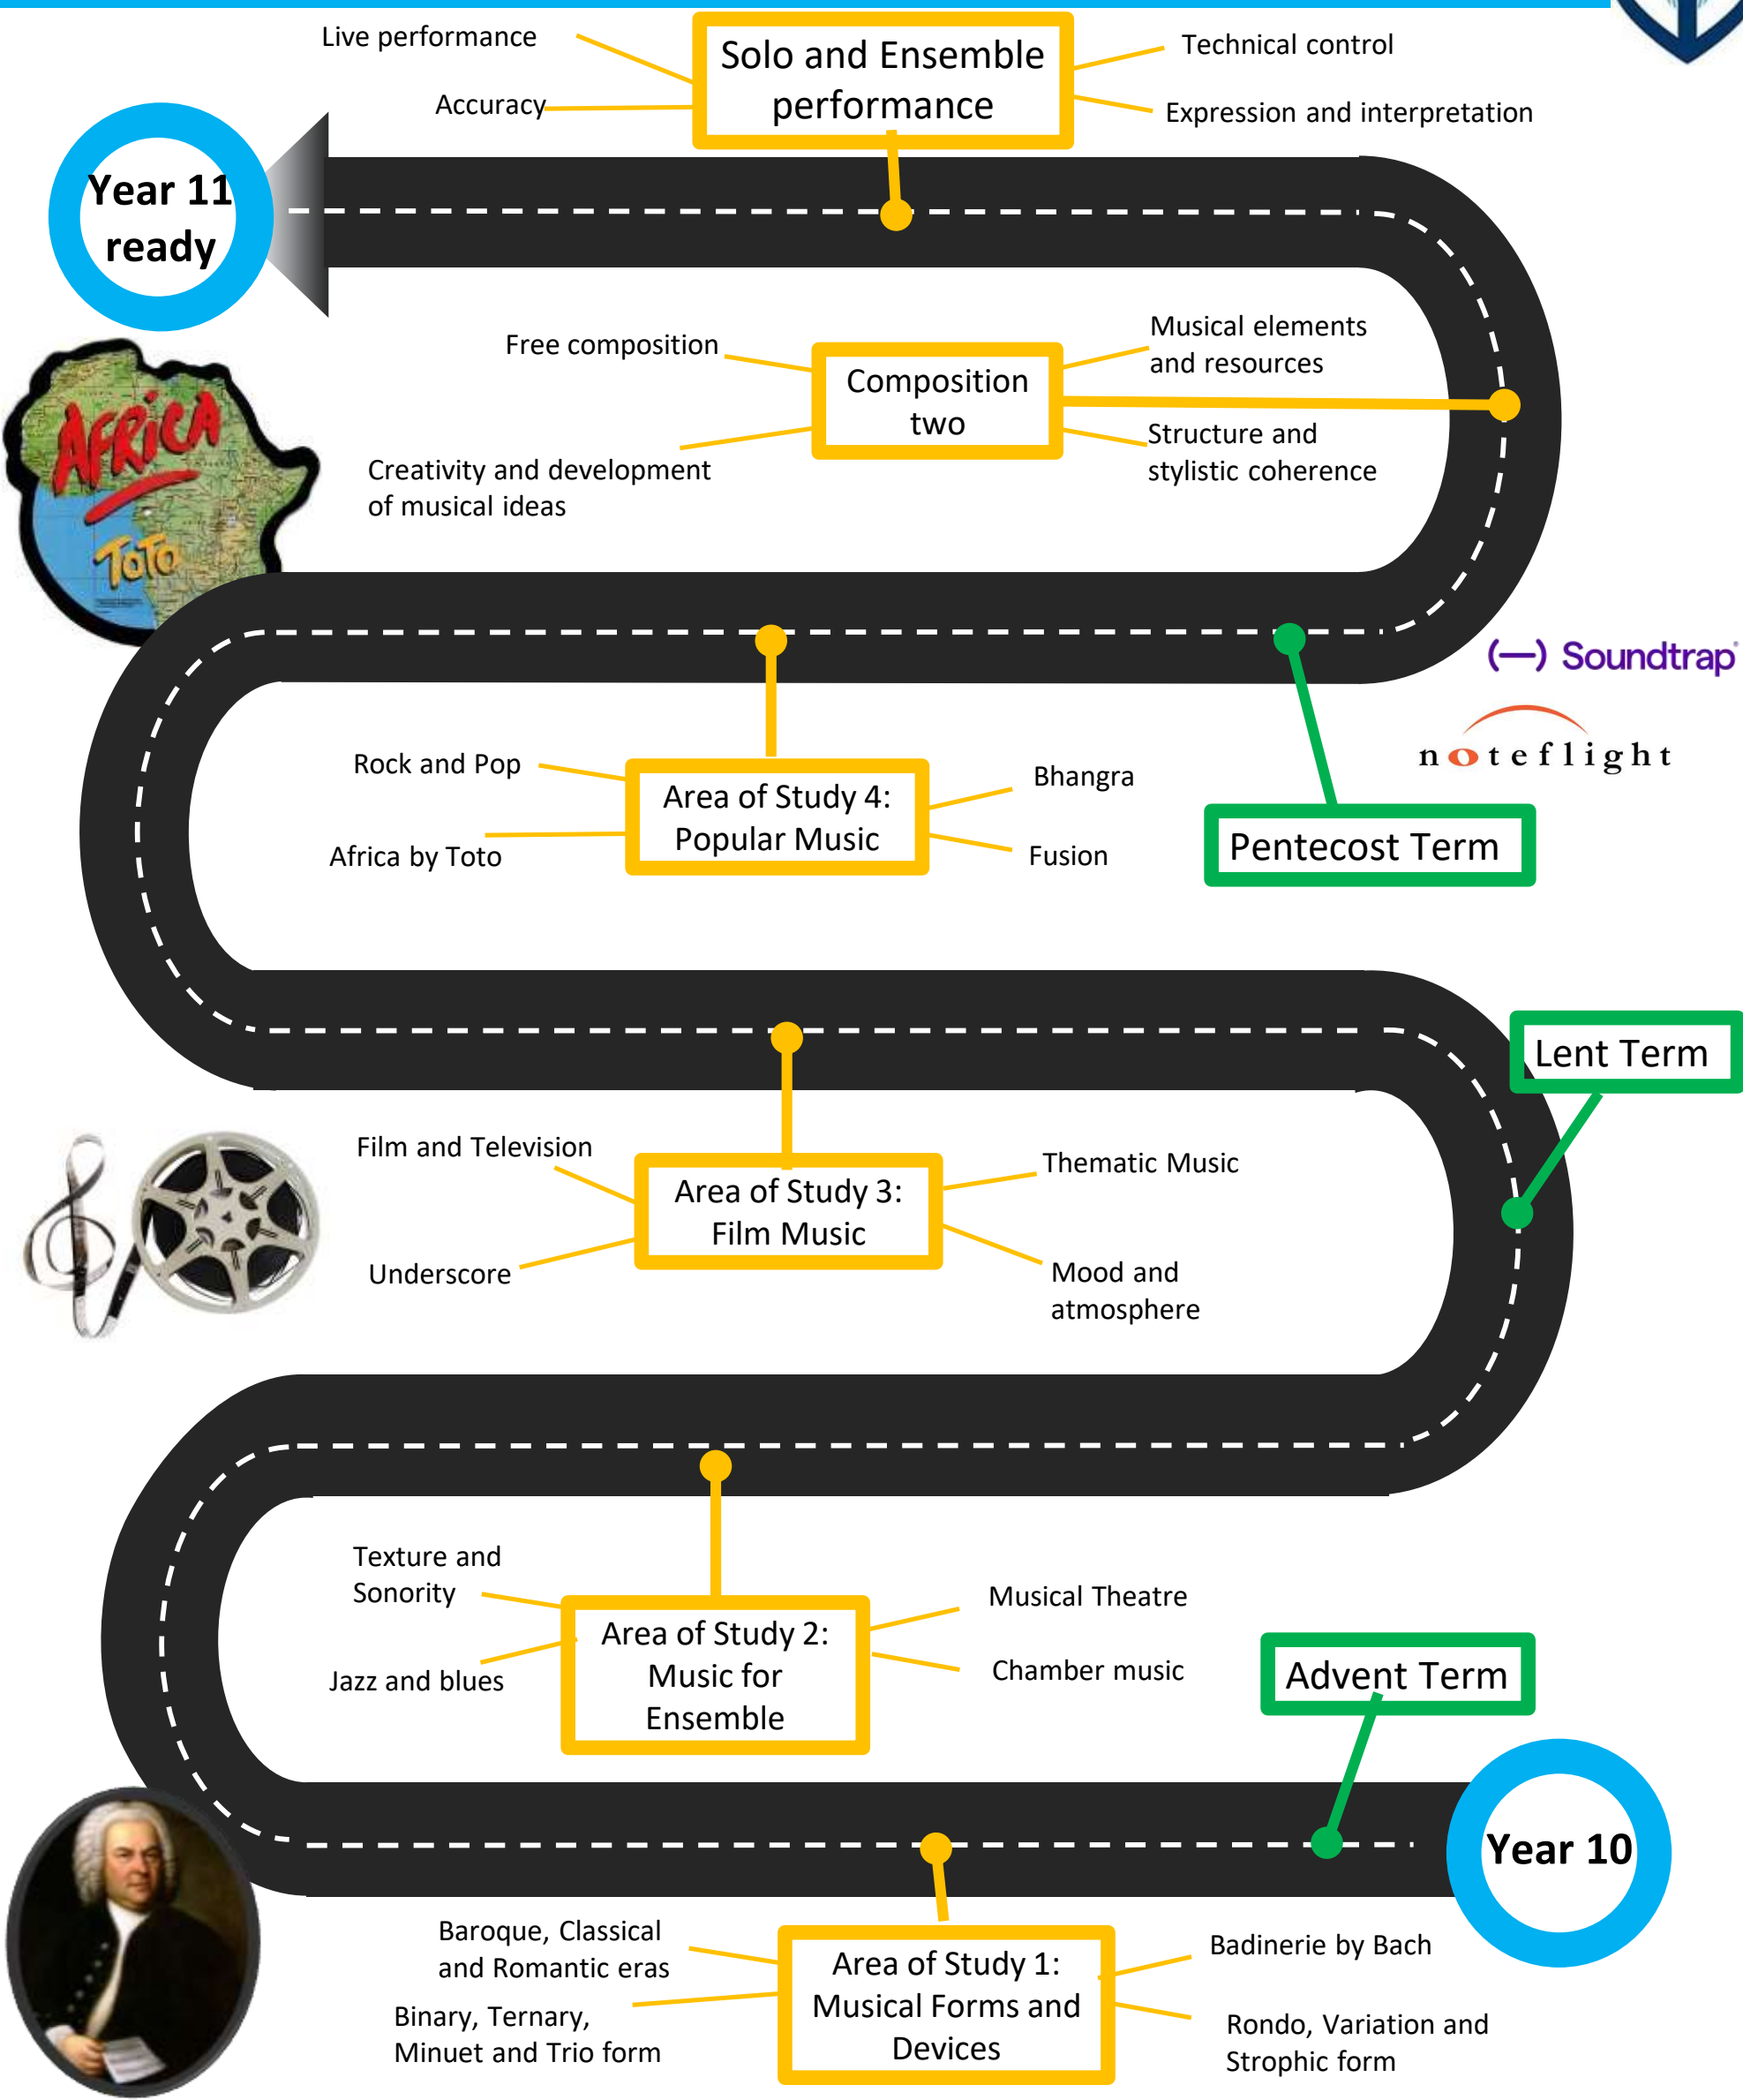 Live performance
Accuracy
Solo and Ensemble
performance
Technical control
Expression and interpretation
Year 11
ready
Free composition
Creativity and development
of musical ideas
Composition
two
Musical elements
and resources
Structure and
stylistic coherence
AFRICA
TOTO
Soundtrap
noteflight
Rock and Pop
Africa by Toto
Area of Study 4:
Popular Music
Bhangra
Fusion
Pentecost Term
Lent Term
Film and Television
Underscore
Area of Study 3:
Film Music
Thematic Music
Mood and
atmosphere
Texture and
Sonority
Jazz and blues
Area of Study 2:
Music for
Ensemble
Musical Theatre
Chamber music
Advent Term
Year 10
Baroque, Classical
and Romantic eras
Binary, Ternary,
Minuet and Trio form
Area of Study 1:
Musical Forms and
Devices
Badinerie by Bach
Rondo, Variation and
Strophic form